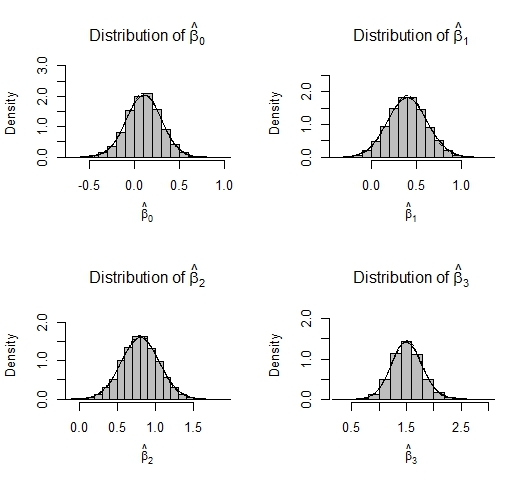 Distribution of β̂₀
Density
0.0 1.0 2.0 3.0
-0.5 0.0 0.5 1.0
β̂₀
Distribution of β̂₁
Density
0.0 1.0 2.0
0.0 0.5 1.0
β̂₁
Distribution of β̂₂
Density
0.0 1.0 2.0
0.0 0.5 1.0 1.5
β̂₂
Distribution of β̂₃
Density
0.0 1.0 2.0
0.5 1.5 2.5
β̂₃